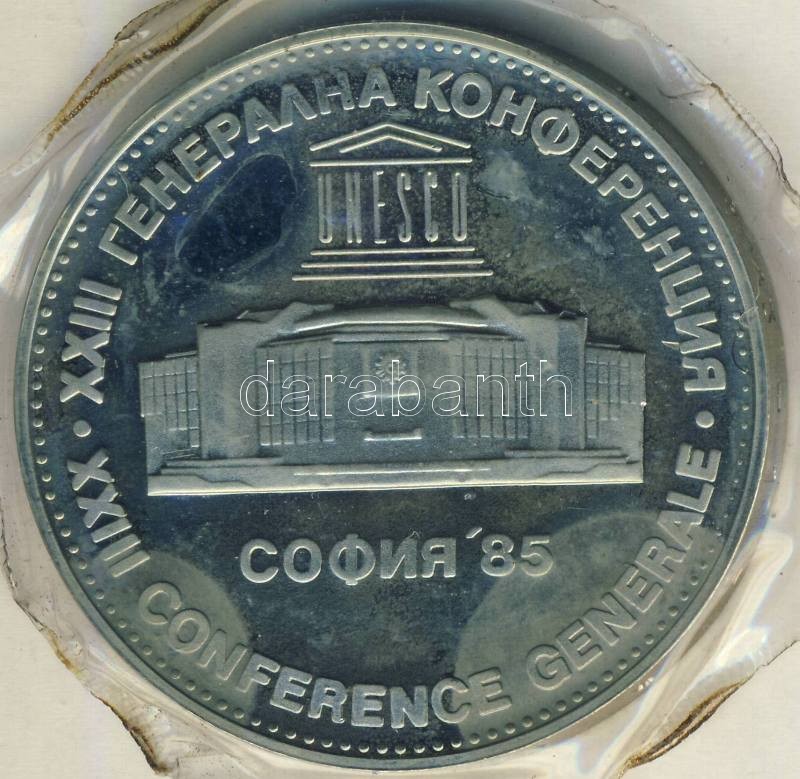 XXIII ГЕНЕРАЛНА КОНФЕРЕНЦИЯ
UNESCO
darabanth
СОФИЯ '85
XXIII CONFERENCE GENERALE